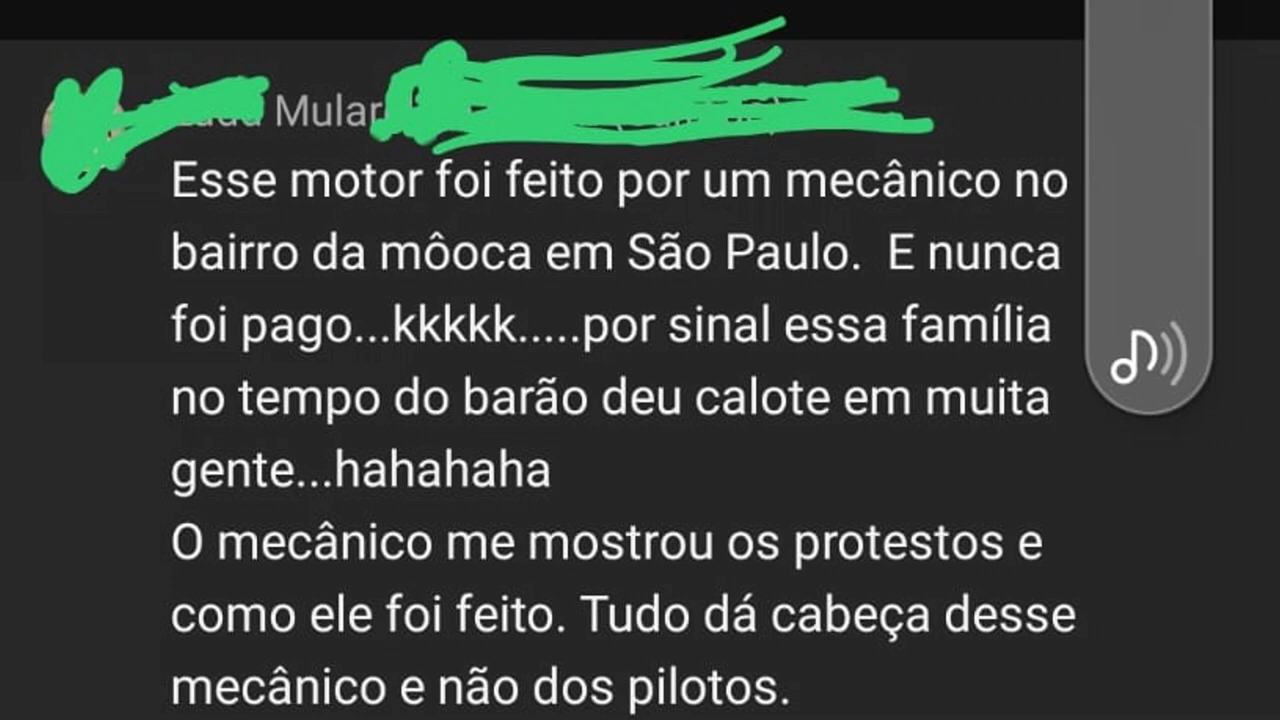 Mular
Esse motor foi feito por um mecânico no
bairro da môoca em São Paulo.  E nunca
foi pago...kkkkk.....por sinal essa família
no tempo do barão deu calote em muita
gente...hahahaha
O mecânico me mostrou os protestos e
como ele foi feito. Tudo dá cabeça desse
mecânico e não dos pilotos.